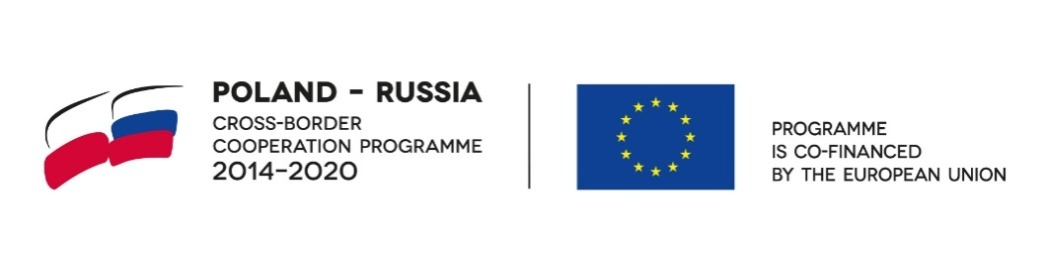 POLAND – RUSSIA
CROSS-BORDER
COOPERATION PROGRAMME
2014–2020
PROGRAMME
IS CO-FINANCED
BY THE EUROPEAN UNION